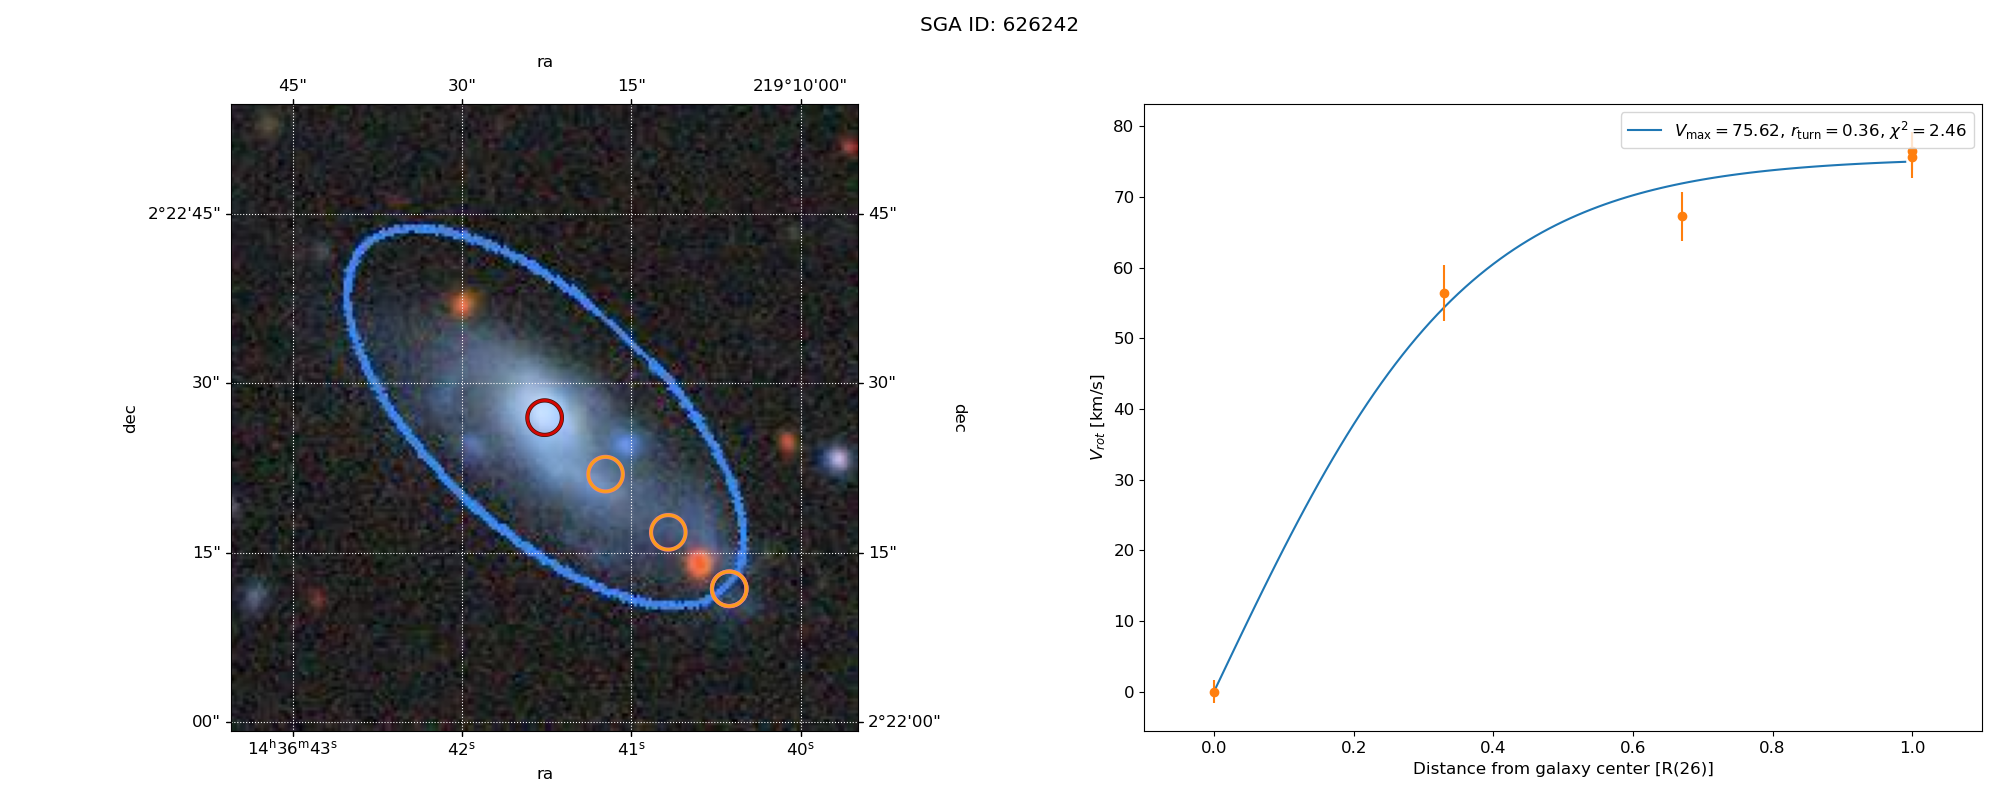 SGA ID: 626242
ra
45" 30" 15" 219°10'00"
2°22'45" 45"
30" 30"
15" 15"
00" 2°22'00"
dec
dec
14ʰ36ᵐ43ˢ 42ˢ 41ˢ 40ˢ
ra
V_max = 75.62, r_turn = 0.36, χ² = 2.46
80
70
60
50
40
30
20
10
0
V_rot [km/s]
0.0 0.2 0.4 0.6 0.8 1.0
Distance from galaxy center [R(26)]